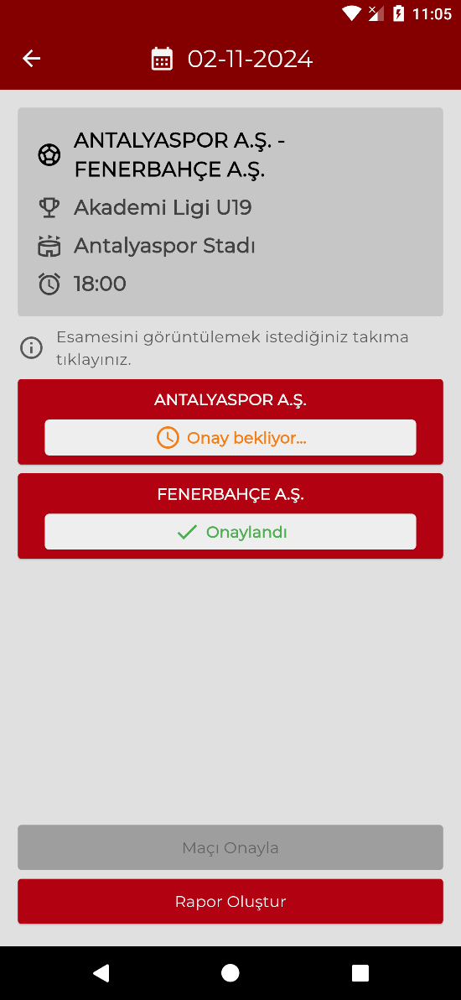 11:05
02-11-2024
ANTALYASPOR A.Ş. -
FENERBAHÇE A.Ş.
Akademi Ligi U19
Antalyaspor Stadı
18:00
Esamesini görüntülemek istediğiniz takıma
tıklayınız.
ANTALYASPOR A.Ş.
Onay bekliyor...
FENERBAHÇE A.Ş.
Onaylandı
Maçı Onayla
Rapor Oluştur